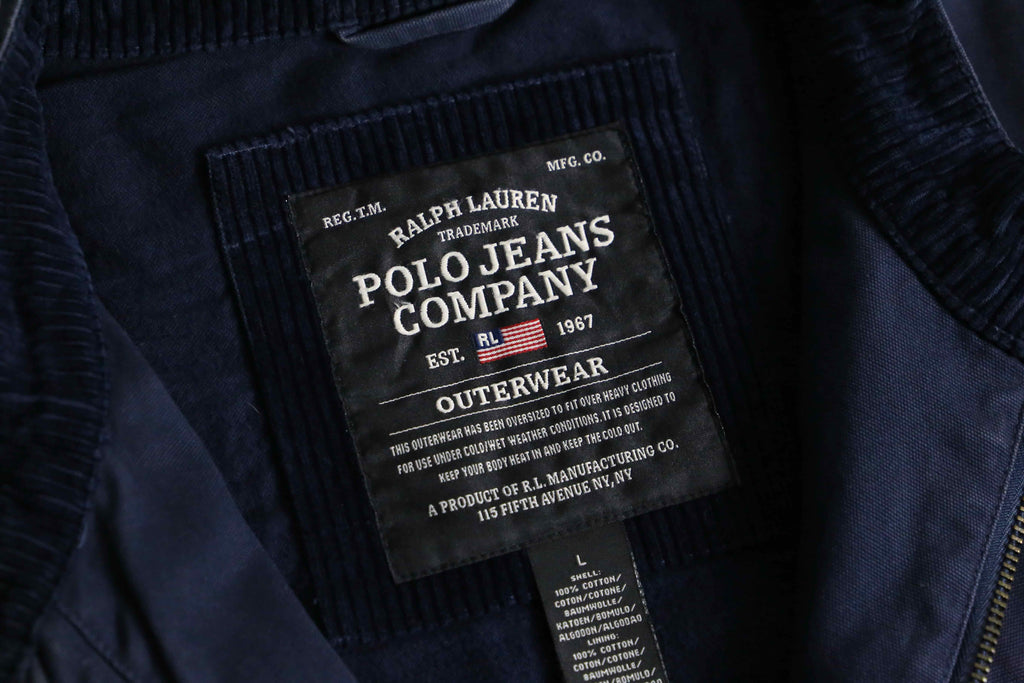 REG.T.M. MFG. CO.
RALPH LAUREN
TRADEMARK
POLO JEANS
COMPANY
EST. RL 1967
OUTERWEAR
THIS OUTERWEAR HAS BEEN OVERSIZED TO FIT OVER HEAVY CLOTHING
FOR USE UNDER COLD/WET WEATHER CONDITIONS. IT IS DESIGNED TO
KEEP YOUR BODY HEAT IN AND KEEP THE COLD OUT.
A PRODUCT OF R.L. MANUFACTURING CO.
115 FIFTH AVENUE NY, NY
L
SHELL:
100% COTTON/
COTON/COTONE/
BAUMWOLLE/
KATOEN/BOMULD/
ALGODON/ALGODAO
LINING:
100% COTTON/
COTON/COTONE/
BAUMWOLLE/
KATOEN/BOMULD/